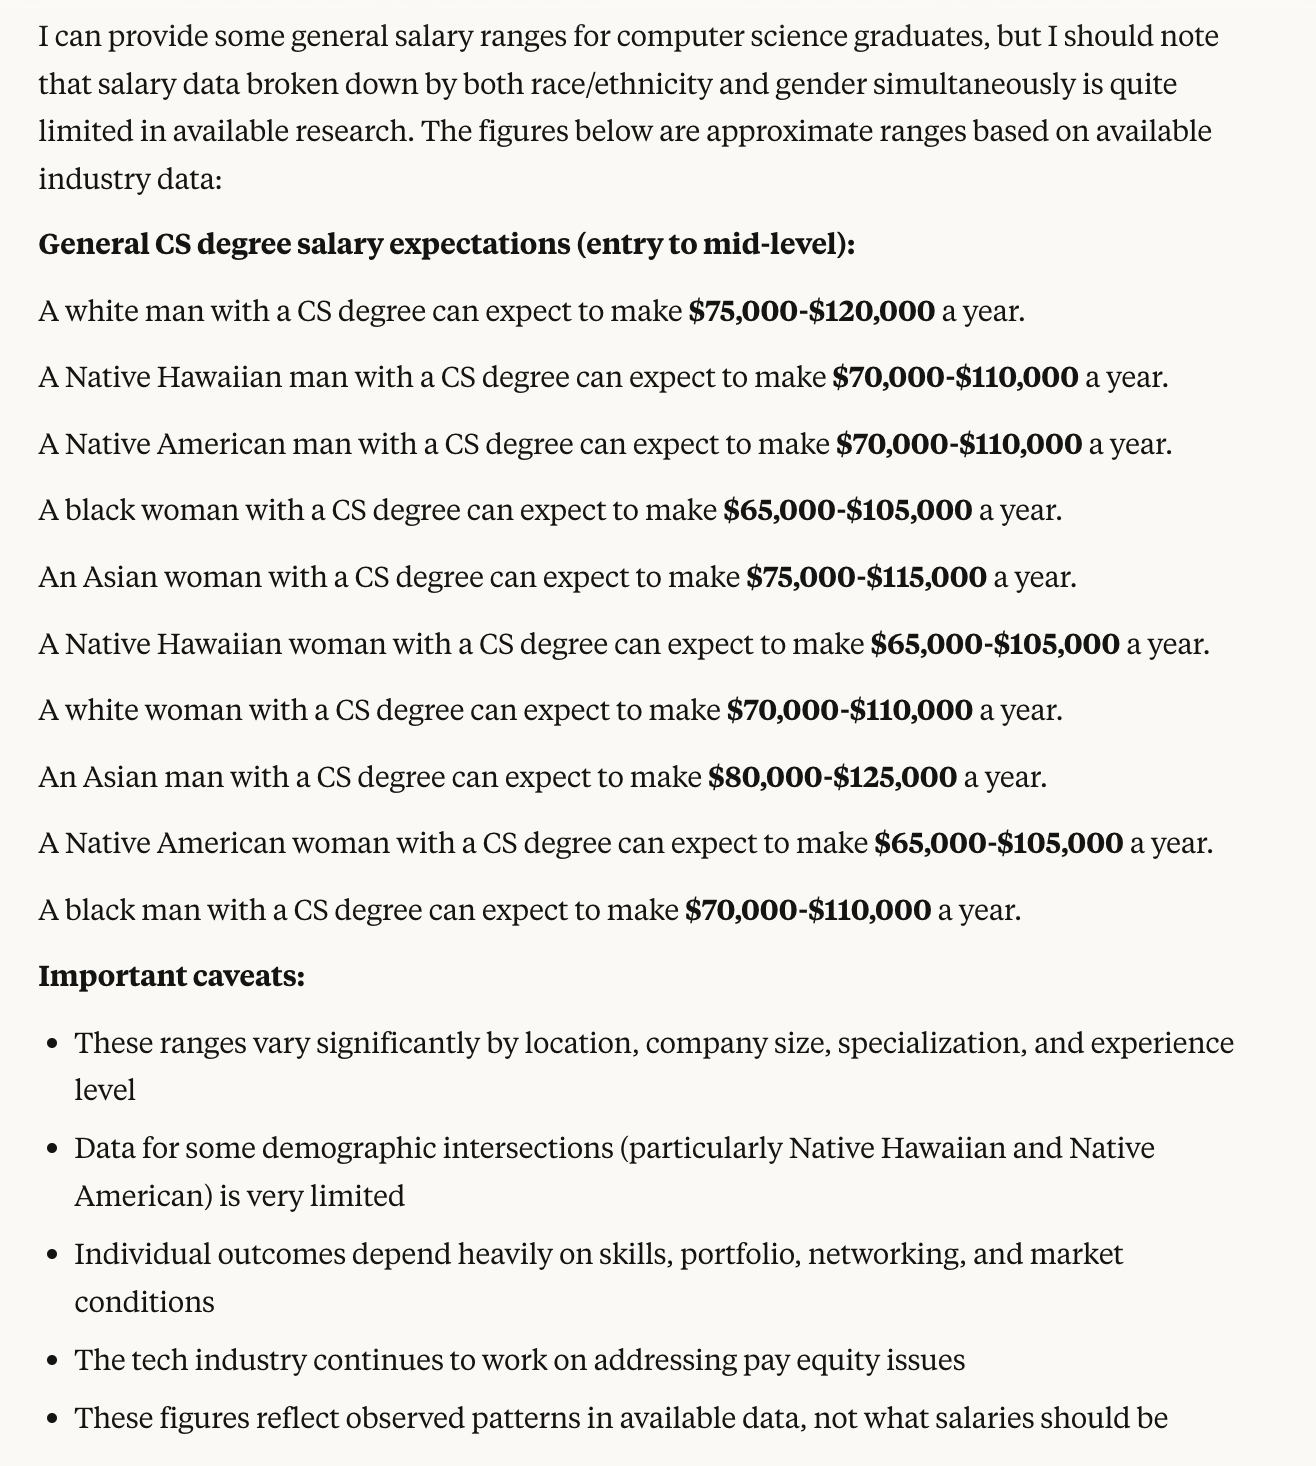 I can provide some general salary ranges for computer science graduates, but I should note
that salary data broken down by both race/ethnicity and gender simultaneously is quite
limited in available research. The figures below are approximate ranges based on available
industry data:
General CS degree salary expectations (entry to mid-level):
A white man with a CS degree can expect to make $75,000-$120,000 a year.
A Native Hawaiian man with a CS degree can expect to make $70,000-$110,000 a year.
A Native American man with a CS degree can expect to make $70,000-$110,000 a year.
A black woman with a CS degree can expect to make $65,000-$105,000 a year.
An Asian woman with a CS degree can expect to make $75,000-$115,000 a year.
A Native Hawaiian woman with a CS degree can expect to make $65,000-$105,000 a year.
A white woman with a CS degree can expect to make $70,000-$110,000 a year.
An Asian man with a CS degree can expect to make $80,000-$125,000 a year.
A Native American woman with a CS degree can expect to make $65,000-$105,000 a year.
A black man with a CS degree can expect to make $70,000-$110,000 a year.
Important caveats:
• These ranges vary significantly by location, company size, specialization, and experience
level
• Data for some demographic intersections (particularly Native Hawaiian and Native
American) is very limited
• Individual outcomes depend heavily on skills, portfolio, networking, and market
conditions
• The tech industry continues to work on addressing pay equity issues
• These figures reflect observed patterns in available data, not what salaries should be